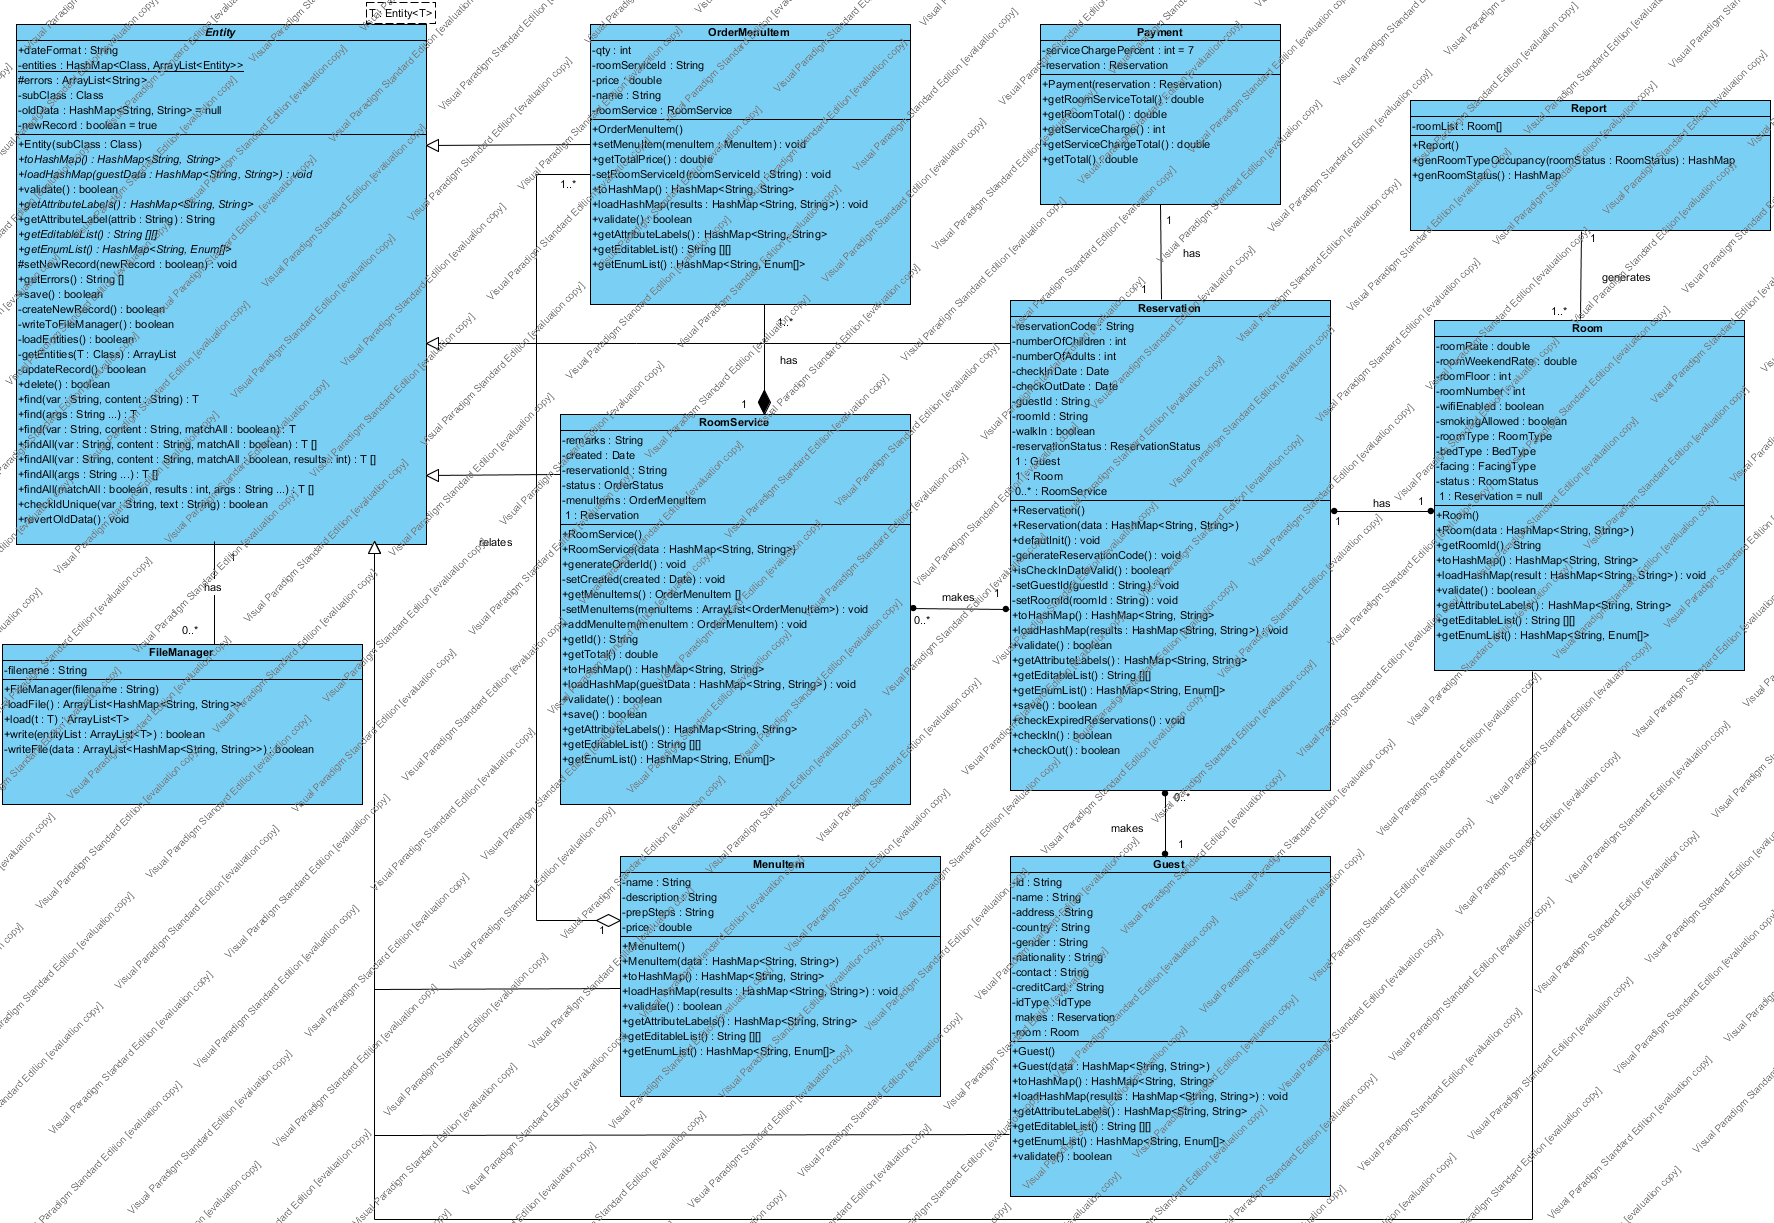 T : Entity<T>
Entity
+dateFormat : String
-entities : HashMap<Class, ArrayList<Entity>>
#errors : ArrayList<String>
-subClass : Class
-oldData : HashMap<String, String> = null
-newRecord : boolean = true
+Entity(subClass : Class)
+toHashMap() : HashMap<String, String>
+loadHashMap(guestData : HashMap<String, String>) : void
+validate() : boolean
+getAttributeLabels() : HashMap<String, String>
+getAttributeLabel(attrib : String) : String
+getEditableList() : String [][]
+getEnumList() : HashMap<String, Enum[]>
#setNewRecord(newRecord : boolean) : void
+getErrors() : String []
+save() : boolean
-createNewRecord() : boolean
-writeToFileManager() : boolean
-loadEntities() : boolean
-getEntities(T : Class) : ArrayList
-updateRecord() : boolean
+delete() : boolean
+find(var : String, content : String) : T
+find(args : String ...) : T
+find(var : String, content : String, matchAll : boolean) : T
+findAll(var : String, content : String, matchAll : boolean) : T []
+findAll(var : String, content : String, matchAll : boolean, results : int) : T []
+findAll(args : String ...) : T []
+findAll(matchAll : boolean, results : int, args : String ...) : T []
+checkIdUnique(var : String, text : String) : boolean
+revertOldData() : void
1
has
0..*
FileManager
-filename : String
+FileManager(filename : String)
-loadFile() : ArrayList<HashMap<String, String>>
+load(t : T) : ArrayList<T>
+write(entityList : ArrayList<T>) : boolean
-writeFile(data : ArrayList<HashMap<String, String>>) : boolean
OrderMenuItem
-qty : int
-roomServiceId : String
-price : double
-name : String
-roomService : RoomService
+OrderMenuItem()
+setMenuItem(menuItem : MenuItem) : void
+getTotalPrice() : double
-setRoomServiceId(roomServiceId : String) : void
+toHashMap() : HashMap<String, String>
+loadHashMap(results : HashMap<String, String>) : void
+validate() : boolean
+getAttributeLabels() : HashMap<String, String>
+getEditableList() : String [][]
+getEnumList() : HashMap<String, Enum[]>
1..*
relates
1
1..*
has
1
RoomService
-remarks : String
-created : Date
-reservationId : String
-status : OrderStatus
-menuItems : OrderMenuItem
1 : Reservation
+RoomService()
+RoomService(data : HashMap<String, String>)
+generateOrderId() : void
-setCreated(created : Date) : void
+getMenuItems() : OrderMenuItem []
-setMenuItems(menuItems : ArrayList<OrderMenuItem>) : void
+addMenuItem(menuItem : OrderMenuItem) : void
+getId() : String
+getTotal() : double
+toHashMap() : HashMap<String, String>
+loadHashMap(guestData : HashMap<String, String>) : void
+validate() : boolean
+save() : boolean
+getAttributeLabels() : HashMap<String, String>
+getEditableList() : String [][]
+getEnumList() : HashMap<String, Enum[]>
makes
0..*
1
MenuItem
-name : String
-description : String
-prepSteps : String
-price : double
+MenuItem()
+MenuItem(data : HashMap<String, String>)
+toHashMap() : HashMap<String, String>
+loadHashMap(results : HashMap<String, String>) : void
+validate() : boolean
+getAttributeLabels() : HashMap<String, String>
+getEditableList() : String [][]
+getEnumList() : HashMap<String, Enum[]>
Payment
-serviceChargePercent : int = 7
-reservation : Reservation
+Payment(reservation : Reservation)
+getRoomServiceTotal() : double
+getRoomTotal() : double
+getServiceCharge() : int
+getServiceChargeTotal() : double
+getTotal() : double
1
has
1
Reservation
-reservationCode : String
-numberOfChildren : int
-numberOfAdults : int
-checkInDate : Date
-checkOutDate : Date
-guestId : String
-roomId : String
-walkIn : boolean
-reservationStatus : ReservationStatus
1 : Guest
1 : Room
0..* : RoomService
+Reservation()
+Reservation(data : HashMap<String, String>)
+defaultInit() : void
-generateReservationCode() : void
+isCheckInDateValid() : boolean
-setGuestId(guestId : String) : void
-setRoomId(roomId : String) : void
+toHashMap() : HashMap<String, String>
+loadHashMap(results : HashMap<String, String>) : void
+validate() : boolean
+getAttributeLabels() : HashMap<String, String>
+getEditableList() : String [][]
+getEnumList() : HashMap<String, Enum[]>
+save() : boolean
+checkExpiredReservations() : void
+checkIn() : boolean
+checkOut() : boolean
has
1
1
0..*
makes
1
Guest
-id : String
-name : String
-address : String
-country : String
-gender : String
-nationality : String
-contact : String
-creditCard : String
-idType : IdType
makes : Reservation
-room : Room
+Guest()
+Guest(data : HashMap<String, String>)
+toHashMap() : HashMap<String, String>
+loadHashMap(results : HashMap<String, String>) : void
+getAttributeLabels() : HashMap<String, String>
+getEditableList() : String [][]
+getEnumList() : HashMap<String, Enum[]>
+validate() : boolean
Report
-roomList : Room[]
+Report()
+genRoomTypeOccupancy(roomStatus : RoomStatus) : HashMap
+genRoomStatus() : HashMap
1
generates
1..*
Room
-roomRate : double
-roomWeekendRate : double
-roomFloor : int
-roomNumber : int
-wifiEnabled : boolean
-smokingAllowed : boolean
-roomType : RoomType
-bedType : BedType
-facing : FacingType
-status : RoomStatus
1 : Reservation = null
+Room()
+Room(data : HashMap<String, String>)
+getRoomId() : String
+toHashMap() : HashMap<String, String>
+loadHashMap(result : HashMap<String, String>) : void
+validate() : boolean
+getAttributeLabels() : HashMap<String, String>
+getEditableList() : String [][]
+getEnumList() : HashMap<String, Enum[]>
Visual Paradigm Standard Edition [evaluation copy]